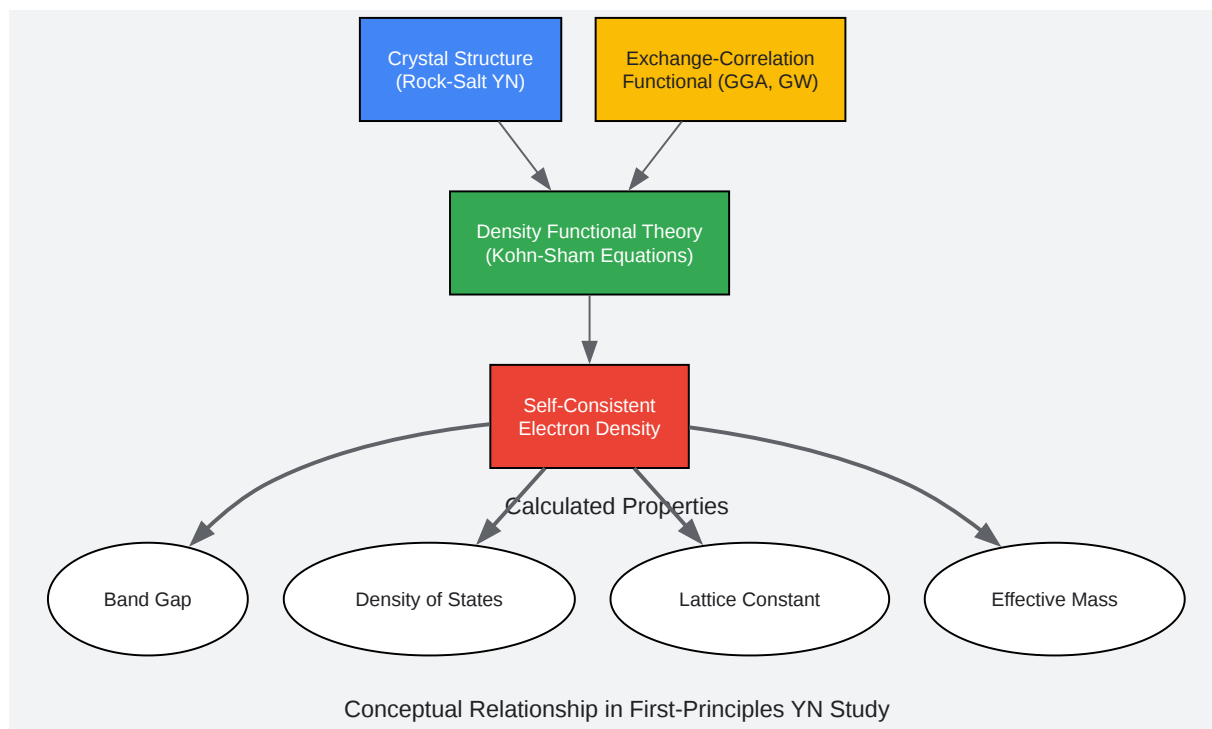 Crystal Structure
(Rock-Salt YN)
Exchange-Correlation
Functional (GGA, GW)
Density Functional Theory
(Kohn-Sham Equations)
Self-Consistent
Electron Density
Calculated Properties
Band Gap
Density of States
Lattice Constant
Effective Mass
Conceptual Relationship in First-Principles YN Study